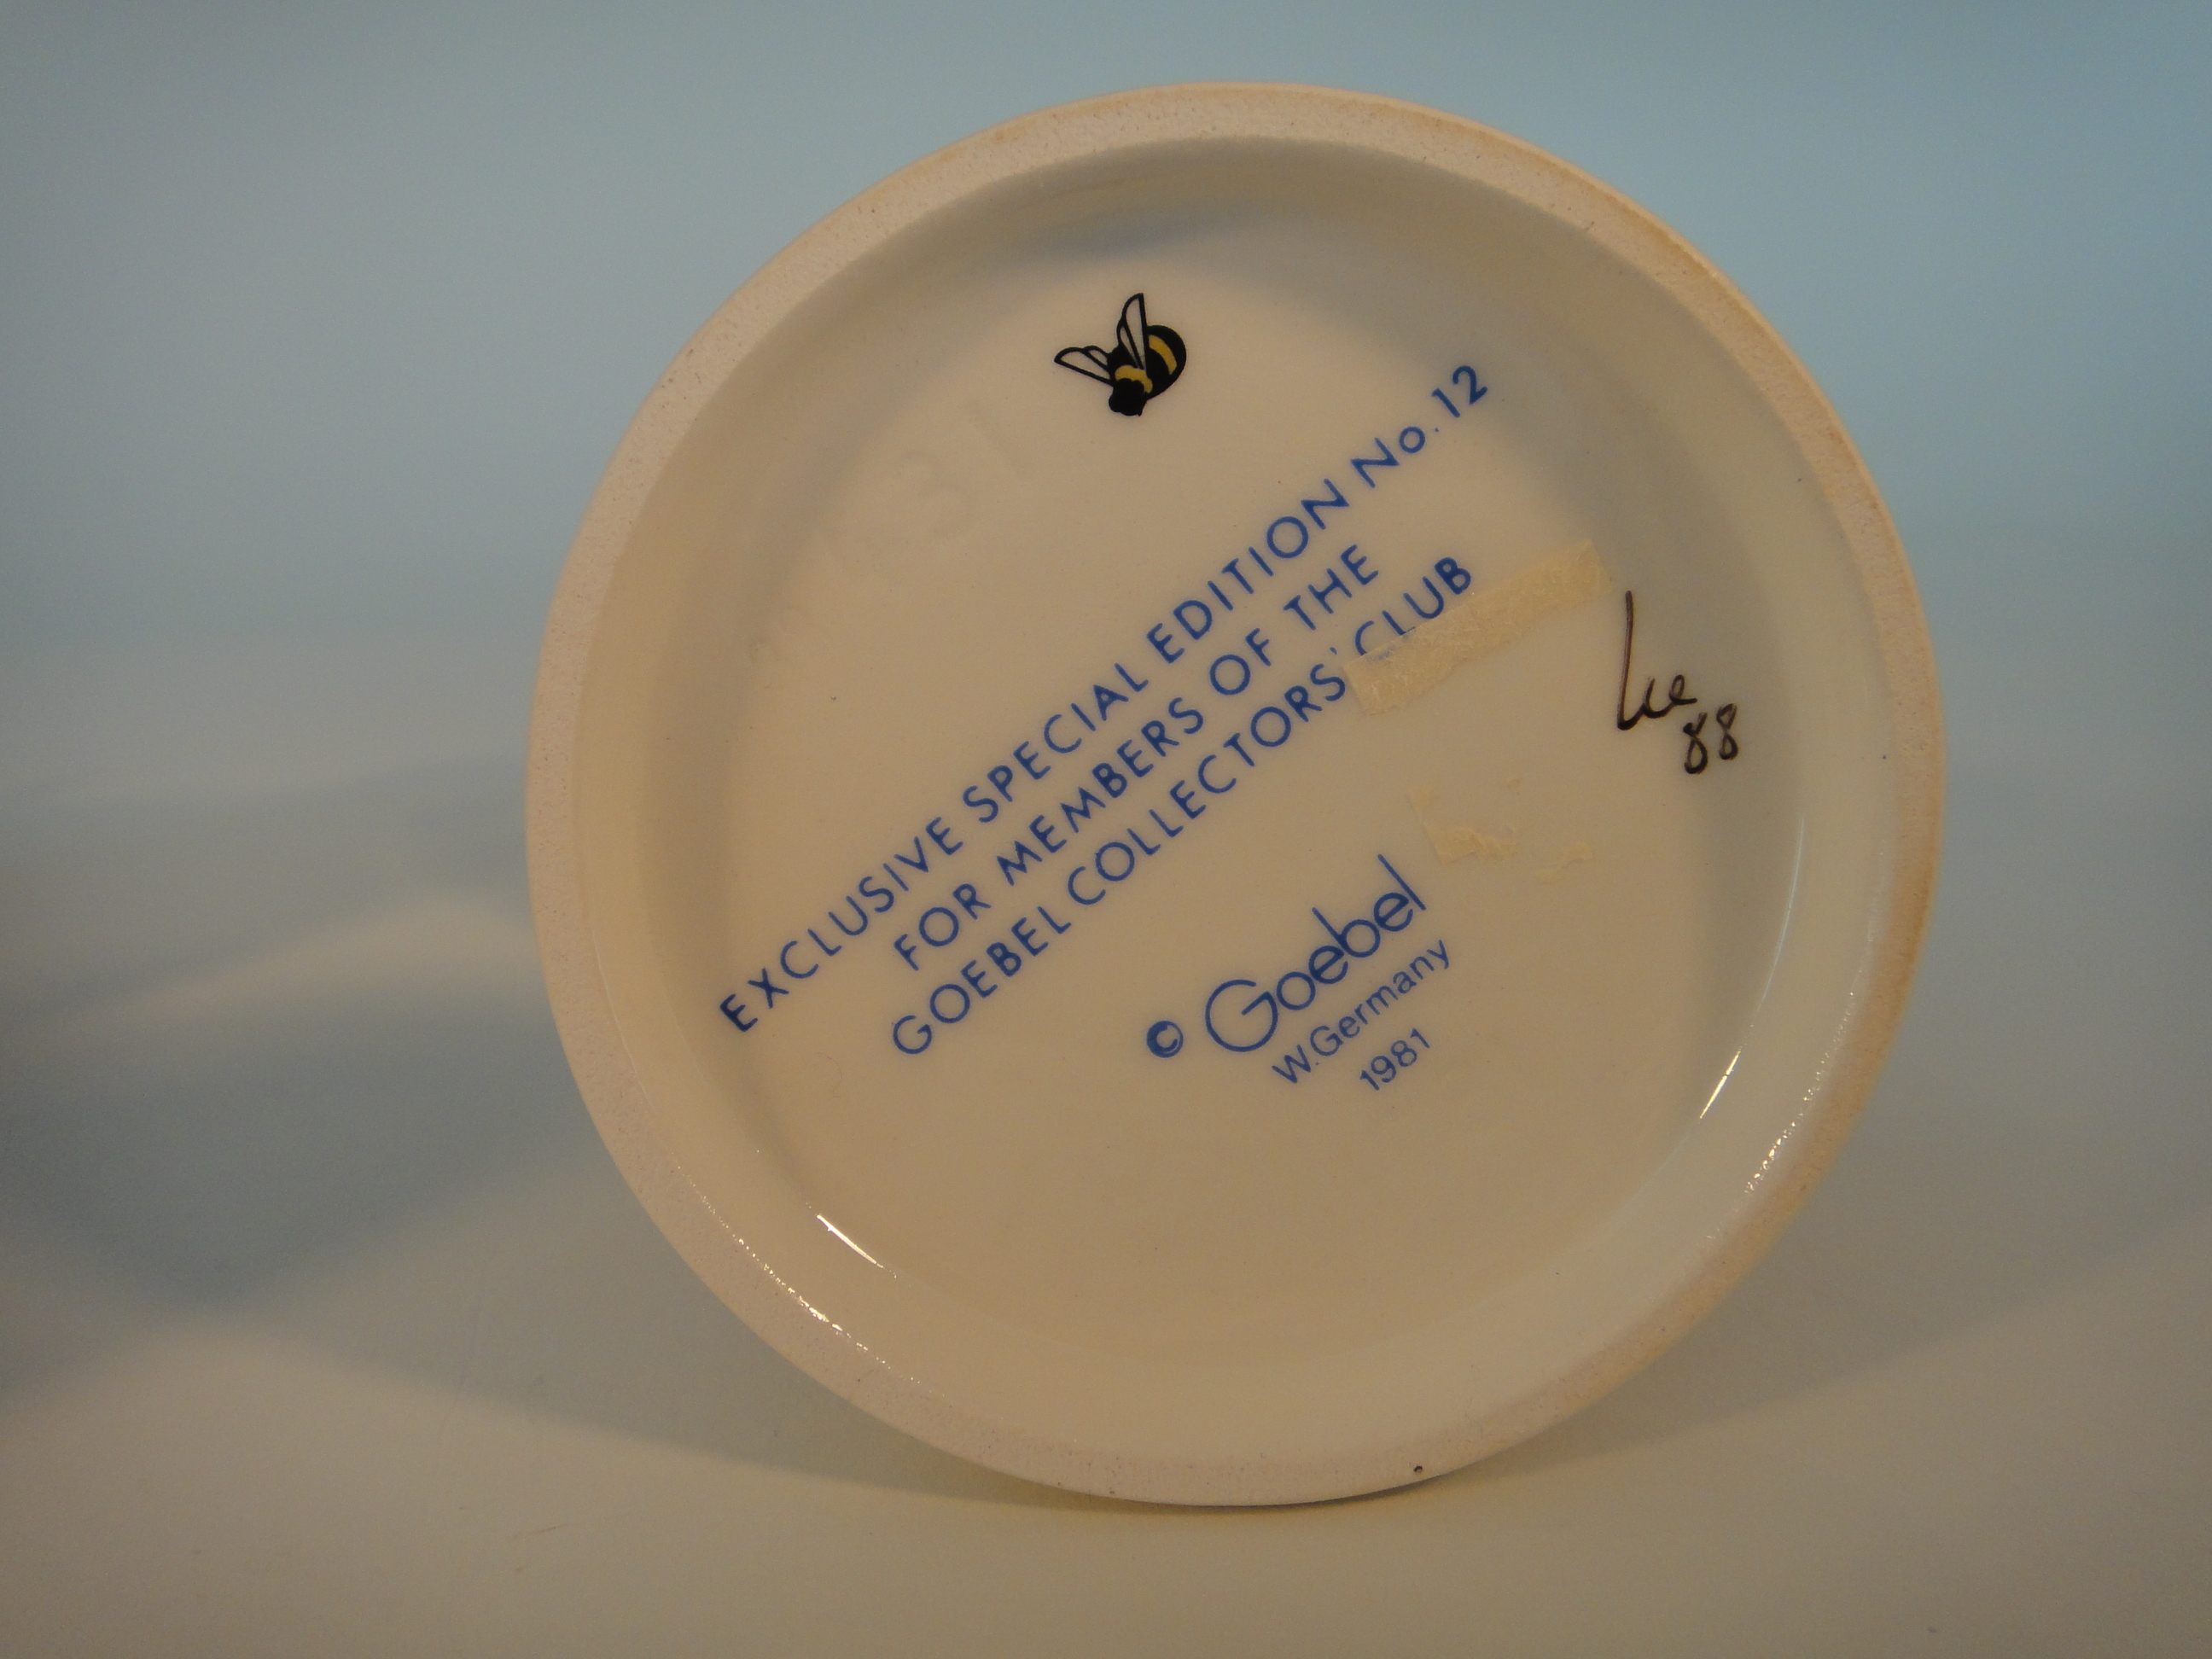 EXCLUSIVE SPECIAL EDITION No. 12
FOR MEMBERS OF THE
GOEBEL COLLECTORS' CLUB
© Goebel
W.Germany
1981
88